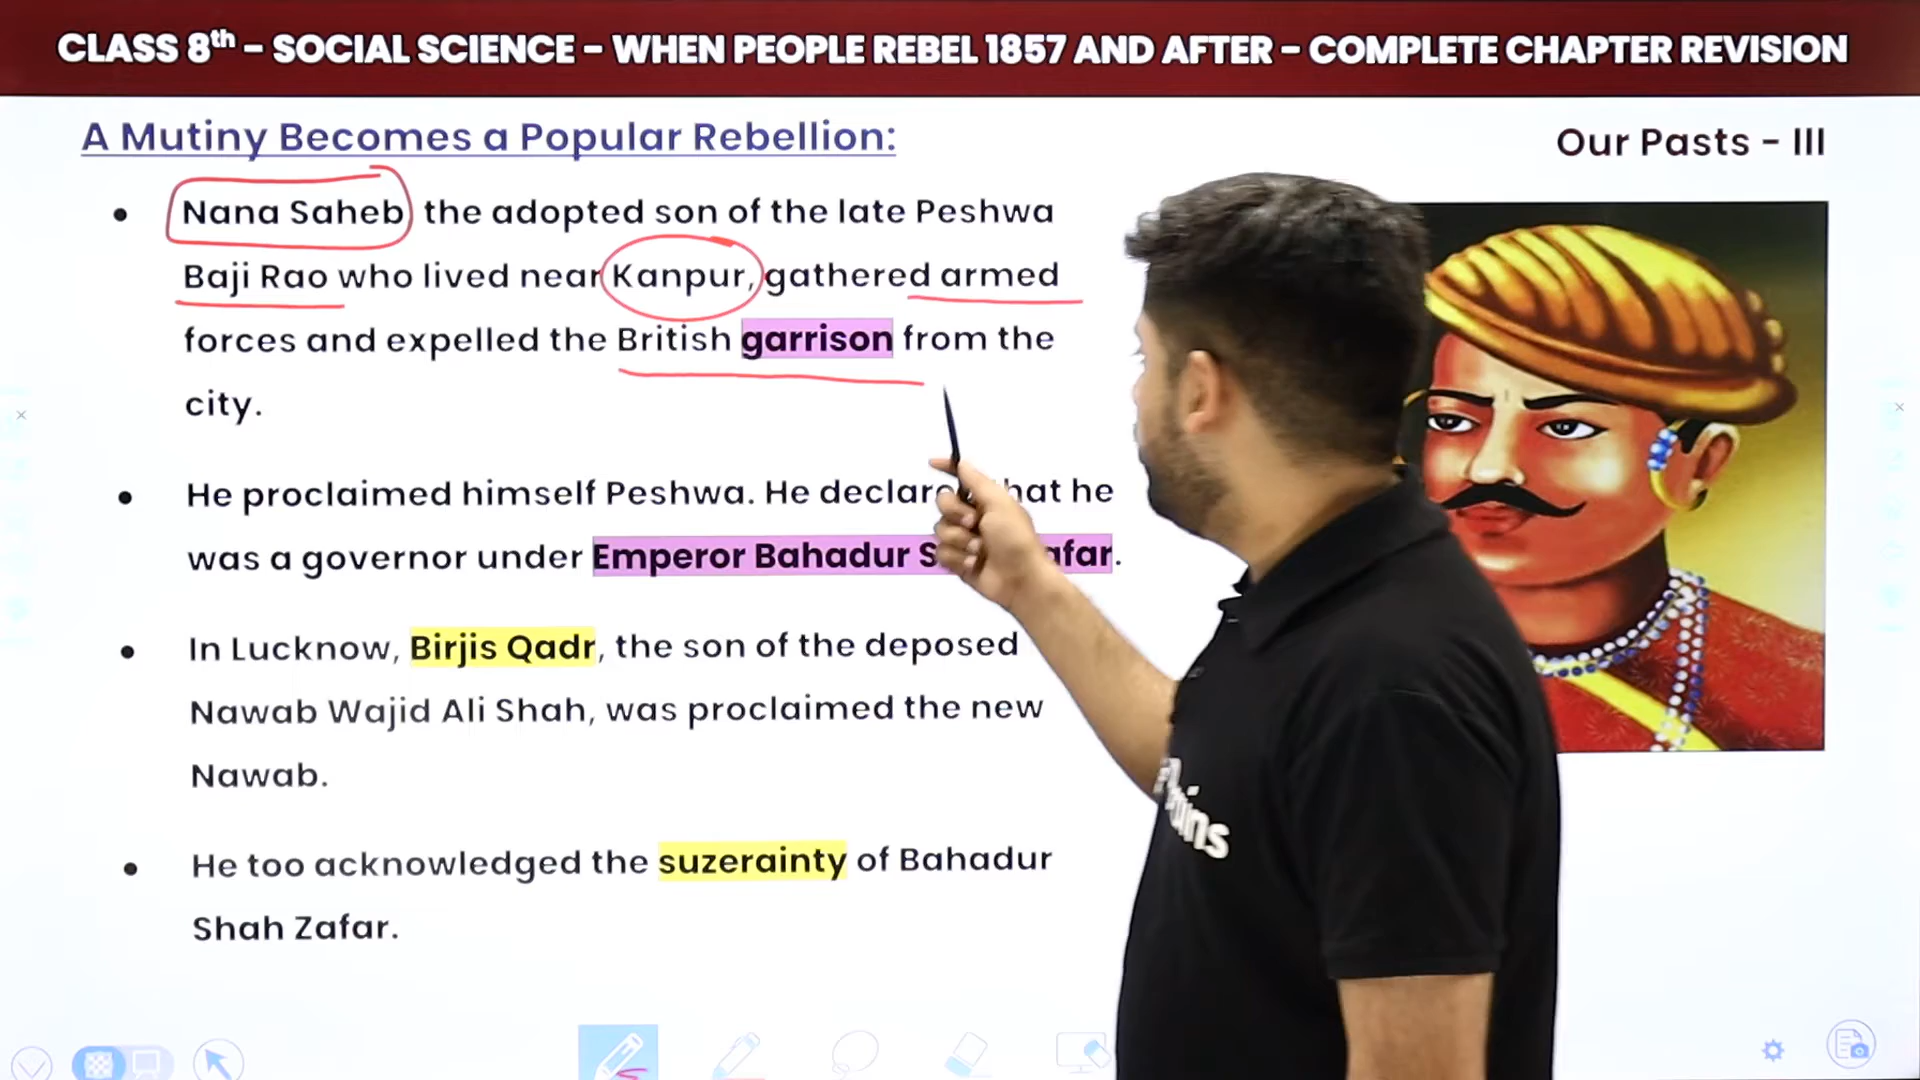 CLASS 8th – SOCIAL SCIENCE – WHEN PEOPLE REBEL 1857 AND AFTER – COMPLETE CHAPTER REVISION
A Mutiny Becomes a Popular Rebellion:
Our Pasts – III
• Nana Saheb, the adopted son of the late Peshwa
Baji Rao who lived near Kanpur, gathered armed
forces and expelled the British garrison from the
city.
• He proclaimed himself Peshwa. He that he
was a governor under Emperor Bahadur
• In Lucknow, Birjis Qadr, the son of the deposed
Nawab Wajid Ali Shah, was proclaimed the new
Nawab.
• He too acknowledged the suzerainty of Bahadur
Shah Zafar.